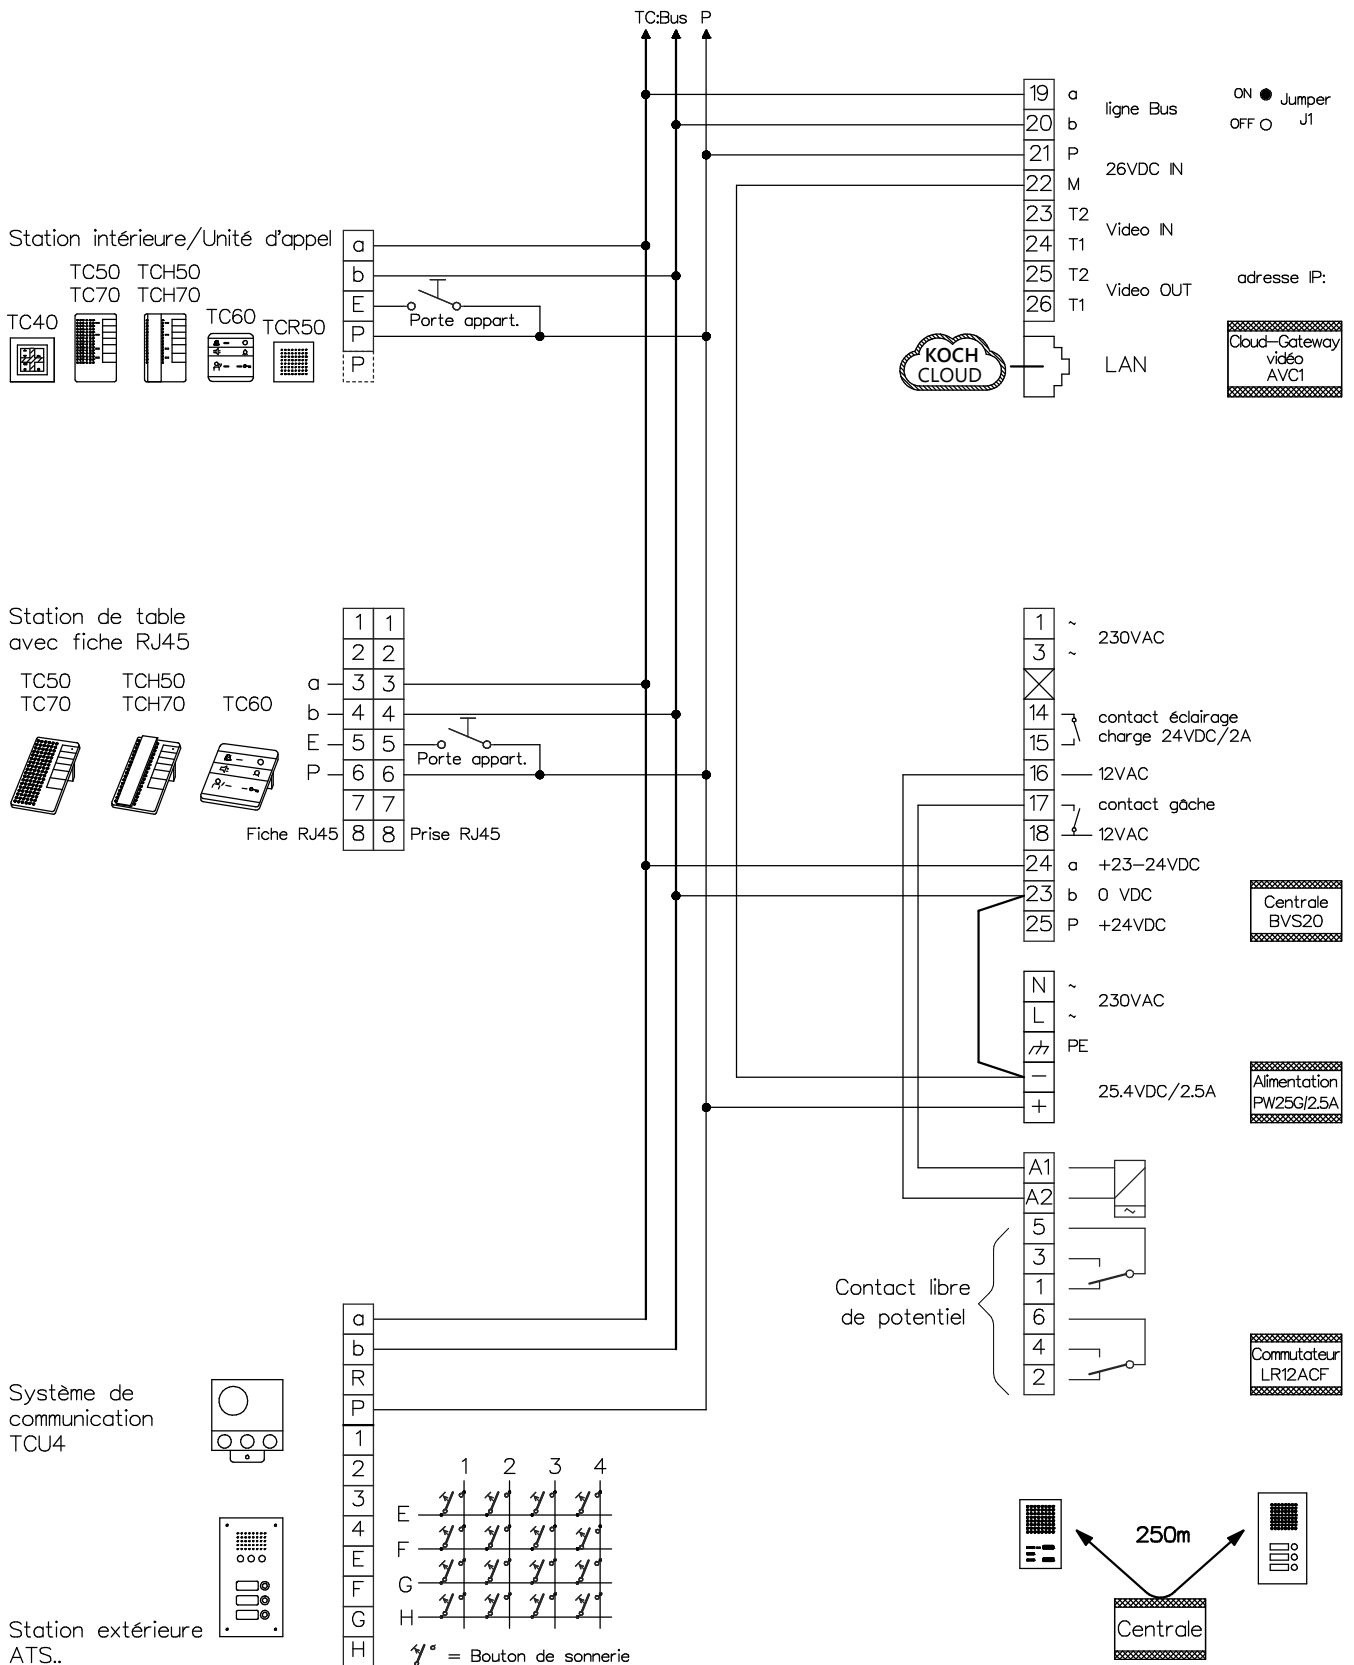 TC:Bus P
19 a
20 b
ligne Bus
21 P
22 M
26VDC IN
23 T2
24 T1
Video IN
25 T2
26 T1
Video OUT
LAN
KOCH
CLOUD
ON
OFF
Jumper
J1
adresse IP:
Cloud-Gateway
vidéo
AVC1
Station intérieure/Unité d'appel
TC40
TC50
TC70
TCH50
TCH70
TC60
TCR50
a
b
E
P
P
Porte appart.
Station de table
avec fiche RJ45
TC50
TC70
TCH50
TCH70
TC60
1 1
2 2
a 3 3
b 4 4
E 5 5
P 6 6
7 7
Fiche RJ45 8 8 Prise RJ45
Porte appart.
1 ~
3 ~
230VAC
14
15
contact éclairage
charge 24VDC/2A
16 12VAC
17 contact gâche
18 12VAC
24 a +23-24VDC
23 b 0 VDC
25 P +24VDC
Centrale
BVS20
N ~
L ~
230VAC
PE
−
+
25.4VDC/2.5A
Alimentation
PW25G/2.5A
A1
A2
~
5
3
1
6
4
2
Contact libre
de potentiel
Commutateur
LR12ACF
Système de
communication
TCU4
Station extérieure
ATS..
a
b
R
P
1
2
3
4
E
F
G
H
1 2 3 4
E
F
G
H
= Bouton de sonnerie
250m
Centrale